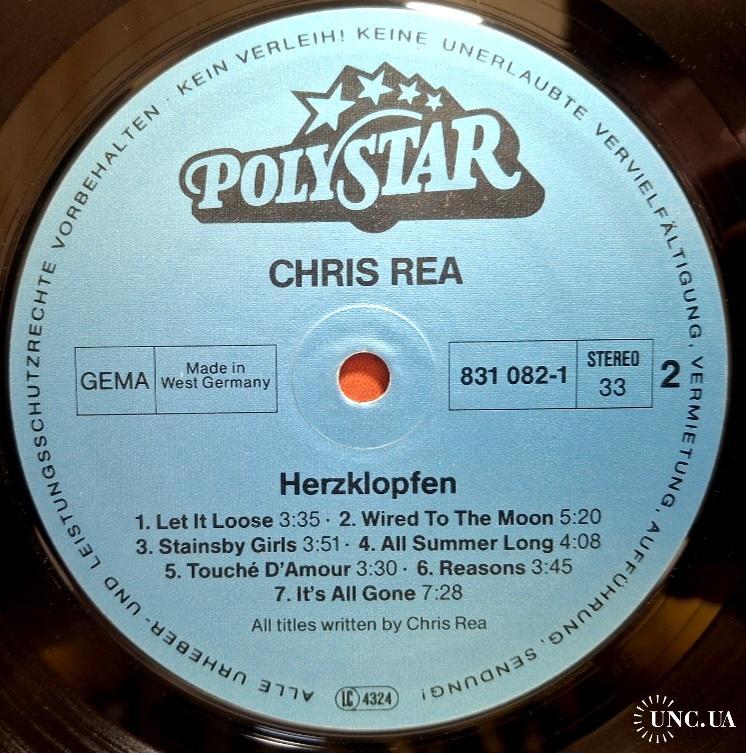 ALLE URHEBER- UND LEISTUNGSSCHUTZRECHTE VORBEHALTEN · KEIN VERLEIH! KEINE UNERLAUBTE VERVIELFÄLTIGUNG, VERMIETUNG, AUFFÜHRUNG, SENDUNG!
POLYSTAR
CHRIS REA
GEMA
Made in
West Germany
831 082-1
STEREO
33
2
Herzklopfen
1. Let It Loose 3:35 · 2. Wired To The Moon 5:20
3. Stainsby Girls 3:51 · 4. All Summer Long 4:08
5. Touché D'Amour 3:30 · 6. Reasons 3:45
7. It's All Gone 7:28
All titles written by Chris Rea
LC 4324
UNC.UA